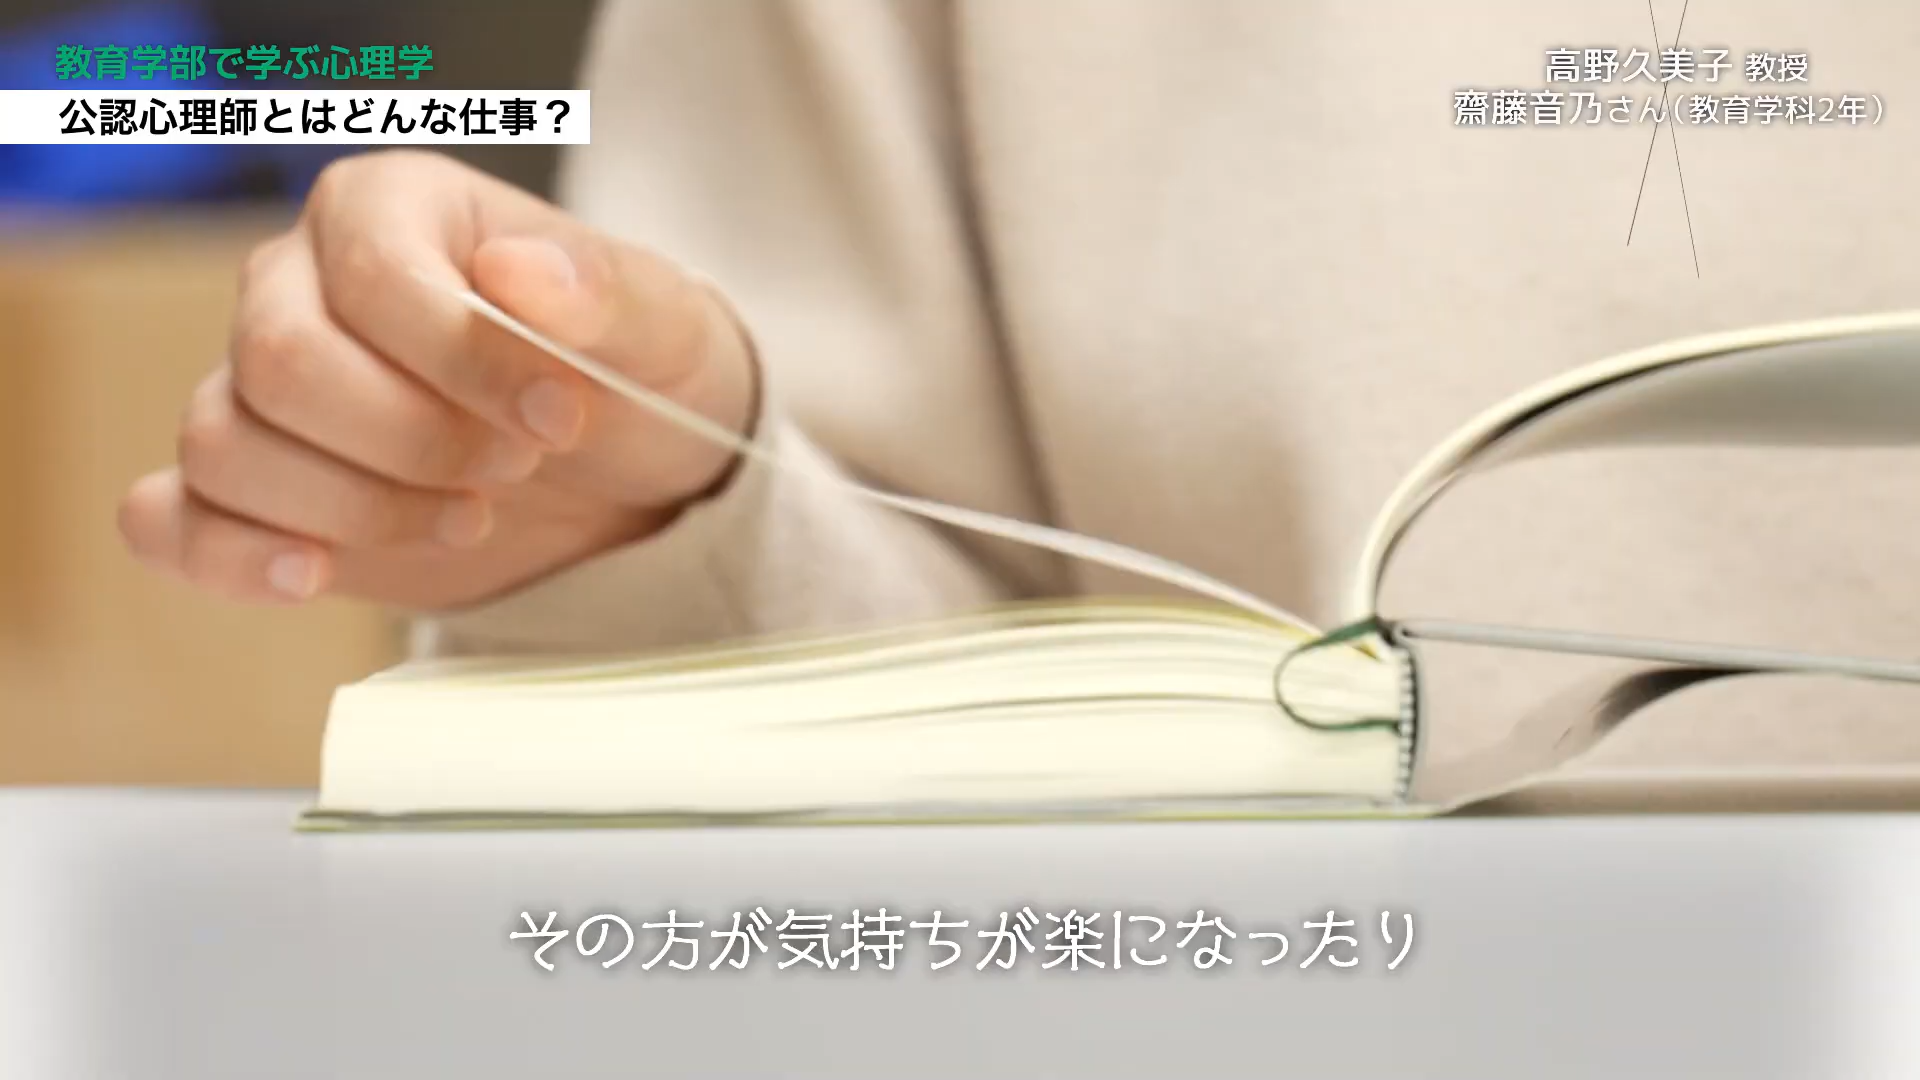 教育学部で学ぶ心理学
公認心理師とはどんな仕事？
高野久美子 教授
齋藤音乃さん（教育学科2年）
その方が気持ちが楽になったり